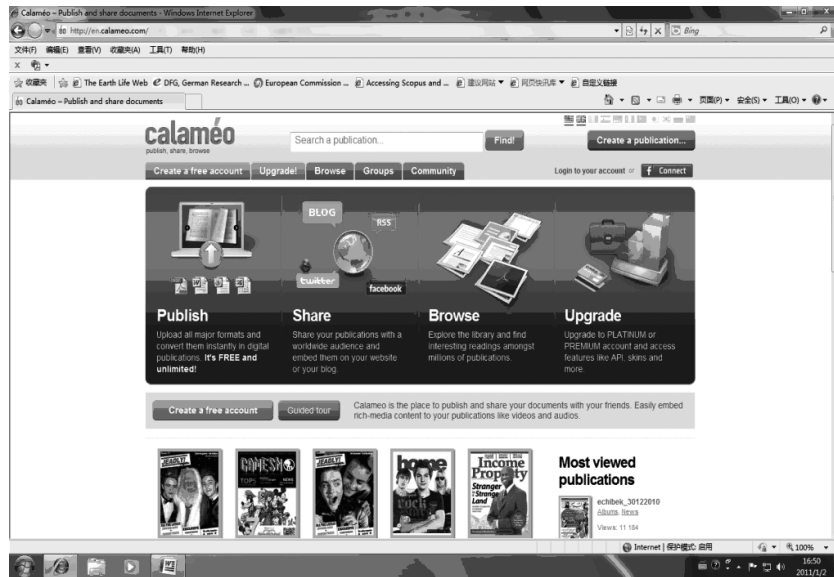 Calaméo – Publish and share documents - Windows Internet Explorer
http://en.calameo.com/
Bing
文件(F) 编辑(E) 查看(V) 收藏夹(A) 工具(T) 帮助(H)
x
收藏夹 The Earth Life Web DFG, German Research ... European Commission ... Accessing Scopus and ... 建议网站 网页快讯库 自定义链接
Calaméo – Publish and share documents 页面(P) 安全(S) 工具(O)
calaméo
publish, share, browse
Search a publication...
Find!
Create a publication...
Create a free account Upgrade! Browse Groups Community
Login to your account or f Connect
BLOG
RSS
twitter
facebook
Publish
Upload all major formats and
convert them instantly in digital
publications. It's FREE and
unlimited!
Share
Share your publications with a
worldwide audience and
embed them on your website
or your blog.
Browse
Explore the library and find
interesting readings amongst
millions of publications.
Upgrade
Upgrade to PLATINUM or
PREMIUM account and access
features like API, skins and
more.
Create a free account Guided tour
Calameo is the place to publish and share your documents with your friends. Easily embed
rich-media content to your publications like videos and audios.
home
rock
Income
Property
Stranger
Strange
Land
Most viewed
publications
echibek_30122010
Albums, News
Views: 11 184
Internet | 保护模式: 启用 100%
16:50
2011/1/2